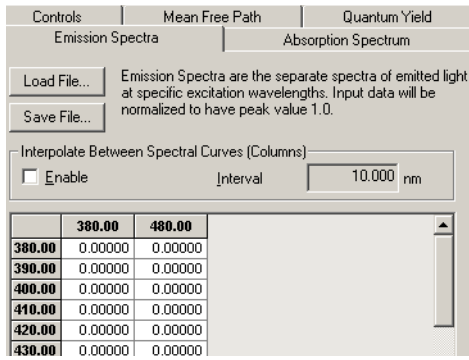 Controls Mean Free Path Quantum Yield
Emission Spectra Absorption Spectrum
Load File...
Save File...
Emission Spectra are the separate spectra of emitted light
at specific excitation wavelengths. Input data will be
normalized to have peak value 1.0.
Interpolate Between Spectral Curves (Columns)
Enable Interval 10.000 nm
380.00 480.00
380.00 0.00000 0.00000
390.00 0.00000 0.00000
400.00 0.00000 0.00000
410.00 0.00000 0.00000
420.00 0.00000 0.00000
430.00 0.00000 0.00000